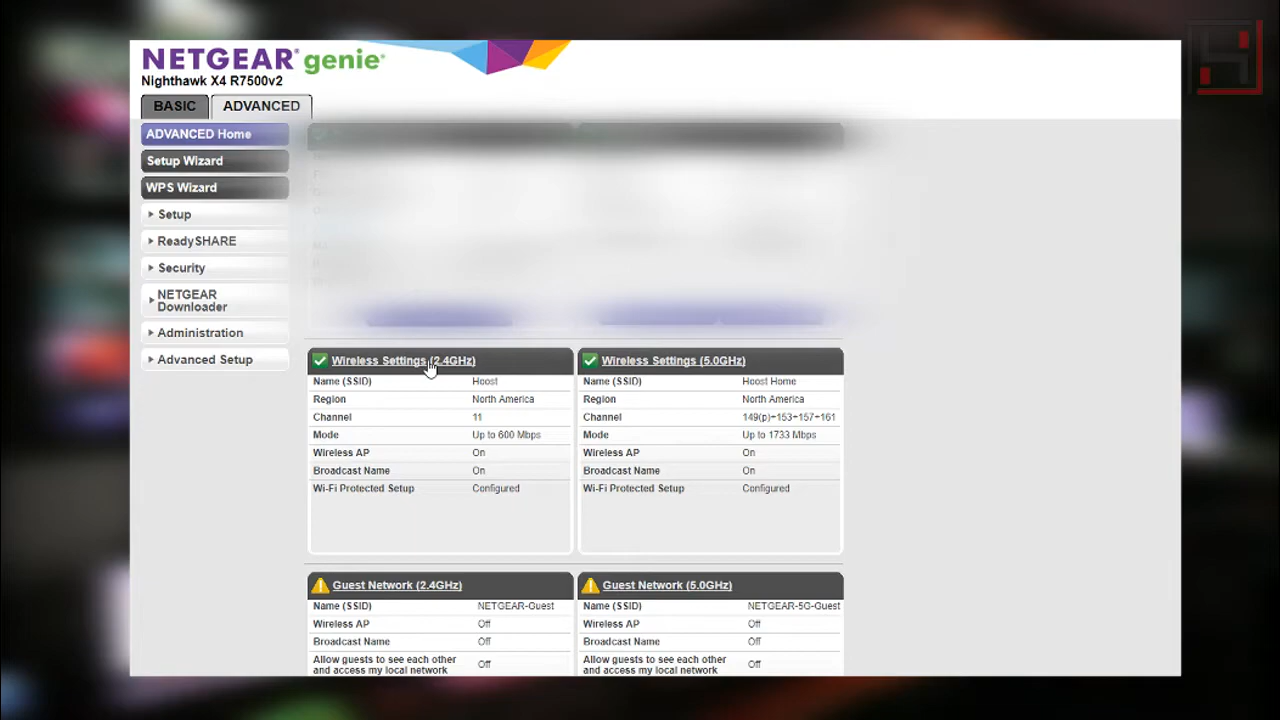 NETGEAR® genie®
Nighthawk X4 R7500v2
BASIC
ADVANCED
ADVANCED Home
Setup Wizard
WPS Wizard
Setup
ReadySHARE
Security
NETGEAR
Downloader
Administration
Advanced Setup
Wireless Settings (2.4GHz)
Name (SSID) Hoost
Region North America
Channel 11
Mode Up to 600 Mbps
Wireless AP On
Broadcast Name On
Wi-Fi Protected Setup Configured
Wireless Settings (5.0GHz)
Name (SSID) Hoost Home
Region North America
Channel 149(p)+153+157+161
Mode Up to 1733 Mbps
Wireless AP On
Broadcast Name On
Wi-Fi Protected Setup Configured
Guest Network (2.4GHz)
Name (SSID) NETGEAR-Guest
Wireless AP Off
Broadcast Name Off
Allow guests to see each other
and access my local network Off
Guest Network (5.0GHz)
Name (SSID) NETGEAR-5G-Guest
Wireless AP Off
Broadcast Name Off
Allow guests to see each other
and access my local network Off